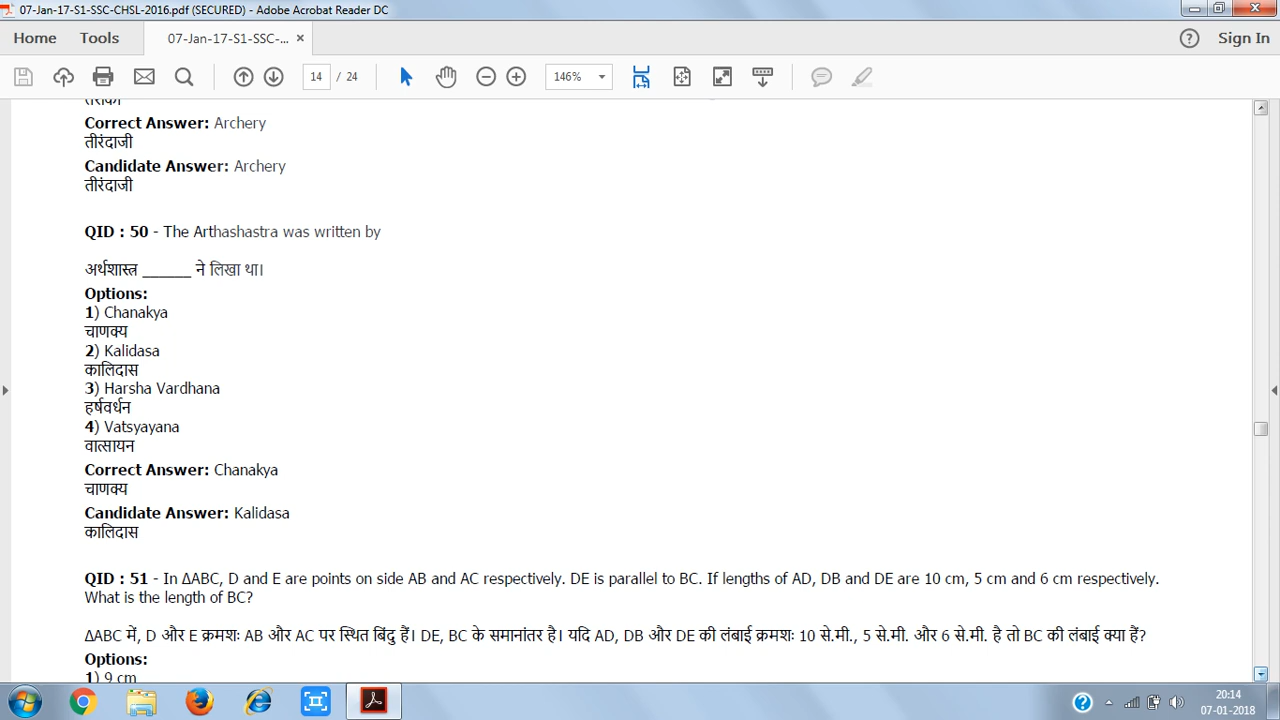 07-Jan-17-S1-SSC-CHSL-2016.pdf (SECURED) - Adobe Acrobat Reader DC
Home Tools 07-Jan-17-S1-SSC-... × ? Sign In
14 / 24 146%
Correct Answer: Archery
तीरंदाजी
Candidate Answer: Archery
तीरंदाजी
QID : 50 - The Arthashastra was written by
अर्थशास्त्र ______ ने लिखा था।
Options:
1) Chanakya
चाणक्य
2) Kalidasa
कालिदास
3) Harsha Vardhana
हर्षवर्धन
4) Vatsyayana
वात्सायन
Correct Answer: Chanakya
चाणक्य
Candidate Answer: Kalidasa
कालिदास
QID : 51 - In ΔABC, D and E are points on side AB and AC respectively. DE is parallel to BC. If lengths of AD, DB and DE are 10 cm, 5 cm and 6 cm respectively.
What is the length of BC?
ΔABC में, D और E क्रमशः AB और AC पर स्थित बिंदु हैं। DE, BC के समानांतर है। यदि AD, DB और DE की लंबाई क्रमशः 10 से.मी., 5 से.मी. और 6 से.मी. है तो BC की लंबाई क्या हैं?
Options:
1) 9 cm
20:14
07-01-2018